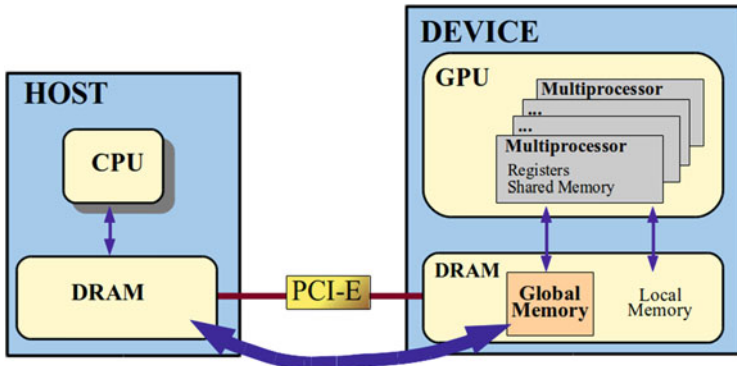 HOST
CPU
DRAM
PCI-E
DEVICE
GPU
Multiprocessor
...
...
Multiprocessor
Registers
Shared Memory
DRAM
Global
Memory
Local
Memory